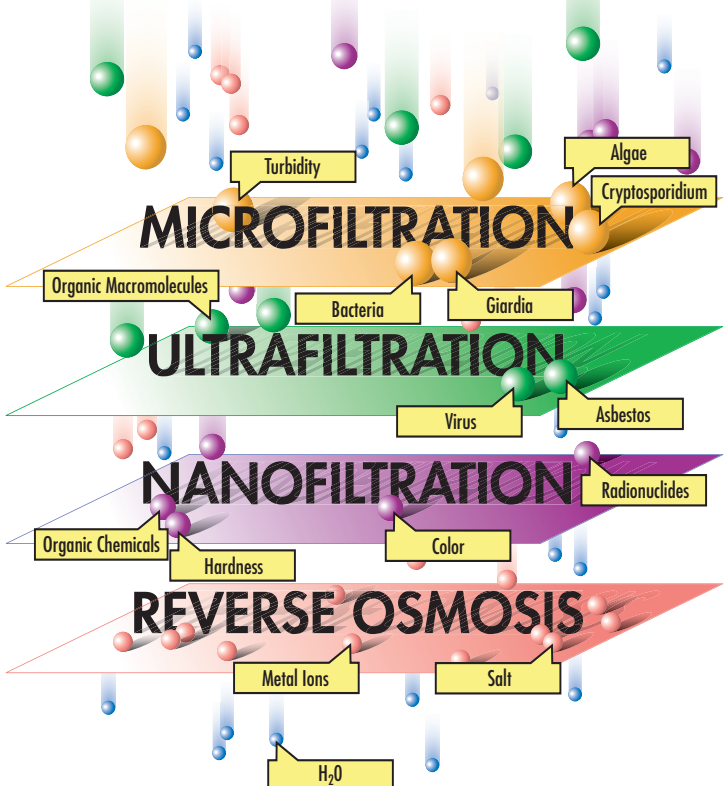 Turbidity
Algae
Cryptosporidium
MICROFILTRATION
Organic Macromolecules
Bacteria
Giardia
ULTRAFILTRATION
Virus
Asbestos
NANOFILTRATION
Radionuclides
Organic Chemicals
Color
Hardness
REVERSE OSMOSIS
Metal Ions
Salt
H₂O